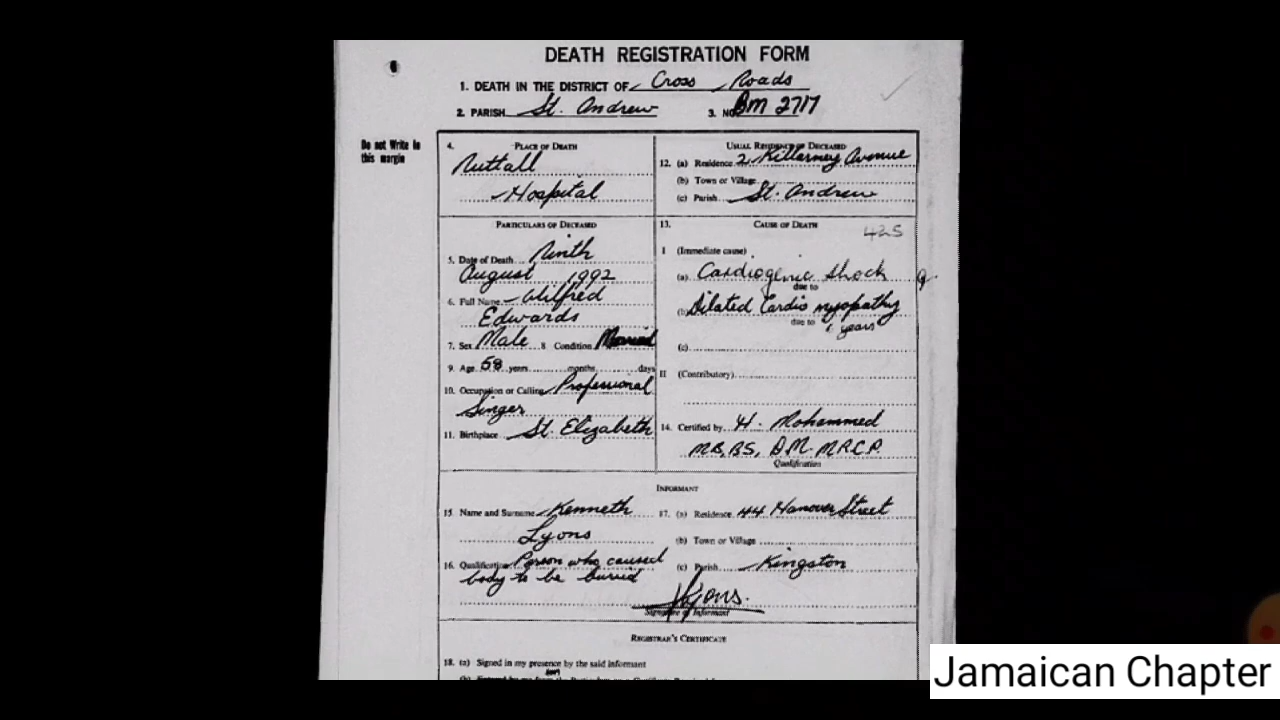 DEATH REGISTRATION FORM
1. DEATH IN THE DISTRICT OF Cross Roads
2. PARISH St. Andrew 3. No. BM 2717
Do not Write in
this margin
4. PLACE OF DEATH
Nuttall
Hospital
USUAL RESIDENCE OF DECEASED
12. (a) Residence 2 Killarney Avenue
(b) Town or Village
(c) Parish St. Andrew
PARTICULARS OF DECEASED
5. Date of Death Ninth
August 1992
6. Full Name Wilfred
Edwards
7. Sex Male 8 Condition Married
9. Age 58 years months days
10. Occupation or Calling Professional
Singer
11. Birthplace St. Elizabeth
13. CAUSE OF DEATH
425
I (Immediate cause)
(a) Cardiogenic Shock
due to
(b) Dilated Cardio myopathy
due to years
(c)
II (Contributory)
14. Certified by H. Mohammed
MB, BS, DM. MRCP.
Qualification
INFORMANT
15. Name and Surname Kenneth
Lyons
16. Qualification Person who caused
body to be buried
17. (a) Residence 44 Hanover Street
(b) Town or Village
(c) Parish Kingston
KLyons.
Signature of Informant
REGISTRAR'S CERTIFICATE
18. (a) Signed in my presence by the said informant
Jamaican Chapter